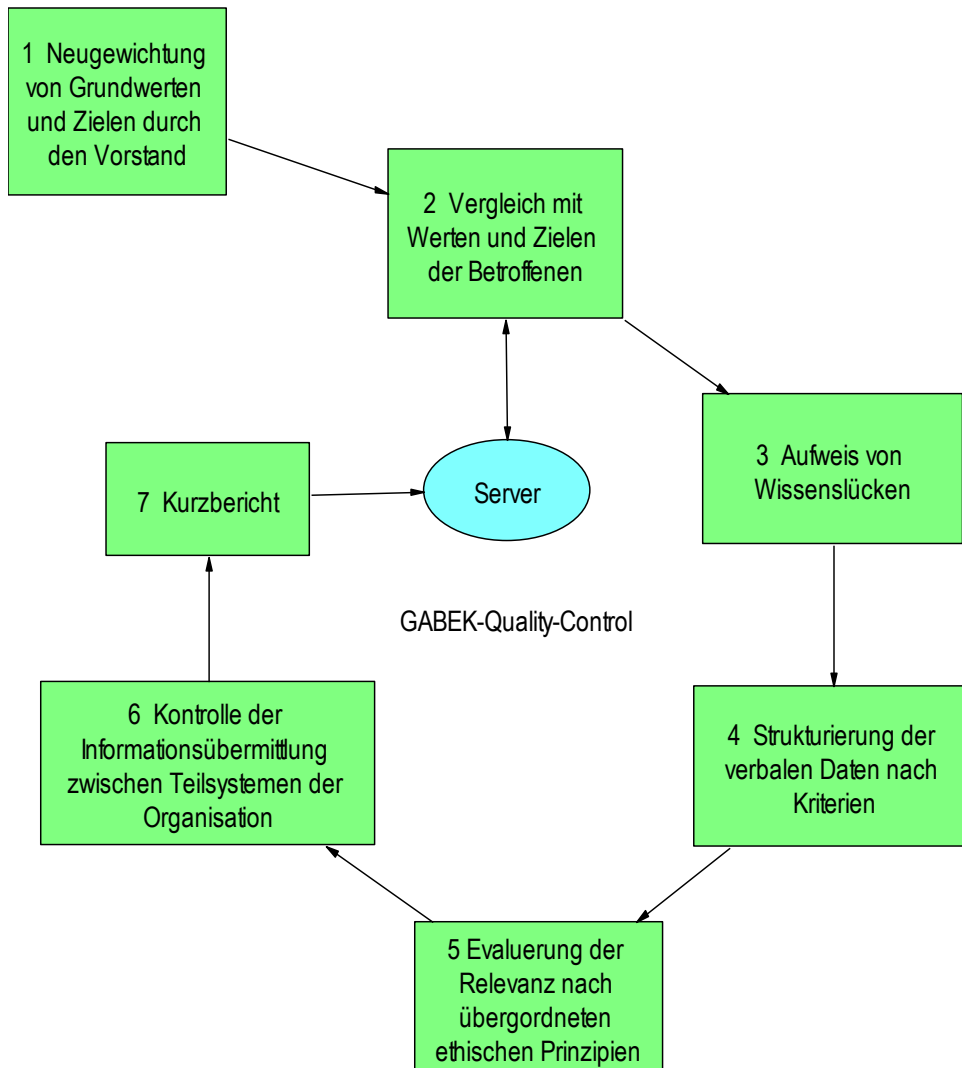 1 Neugewichtung
von Grundwerten
und Zielen durch
den Vorstand
2 Vergleich mit
Werten und Zielen
der Betroffenen
3 Aufweis von
Wissenslücken
4 Strukturierung der
verbalen Daten nach
Kriterien
5 Evaluerung der
Relevanz nach
übergordneten
ethischen Prinzipien
6 Kontrolle der
Informationsübermittlung
zwischen Teilsystemen der
Organisation
7 Kurzbericht
Server
GABEK-Quality-Control